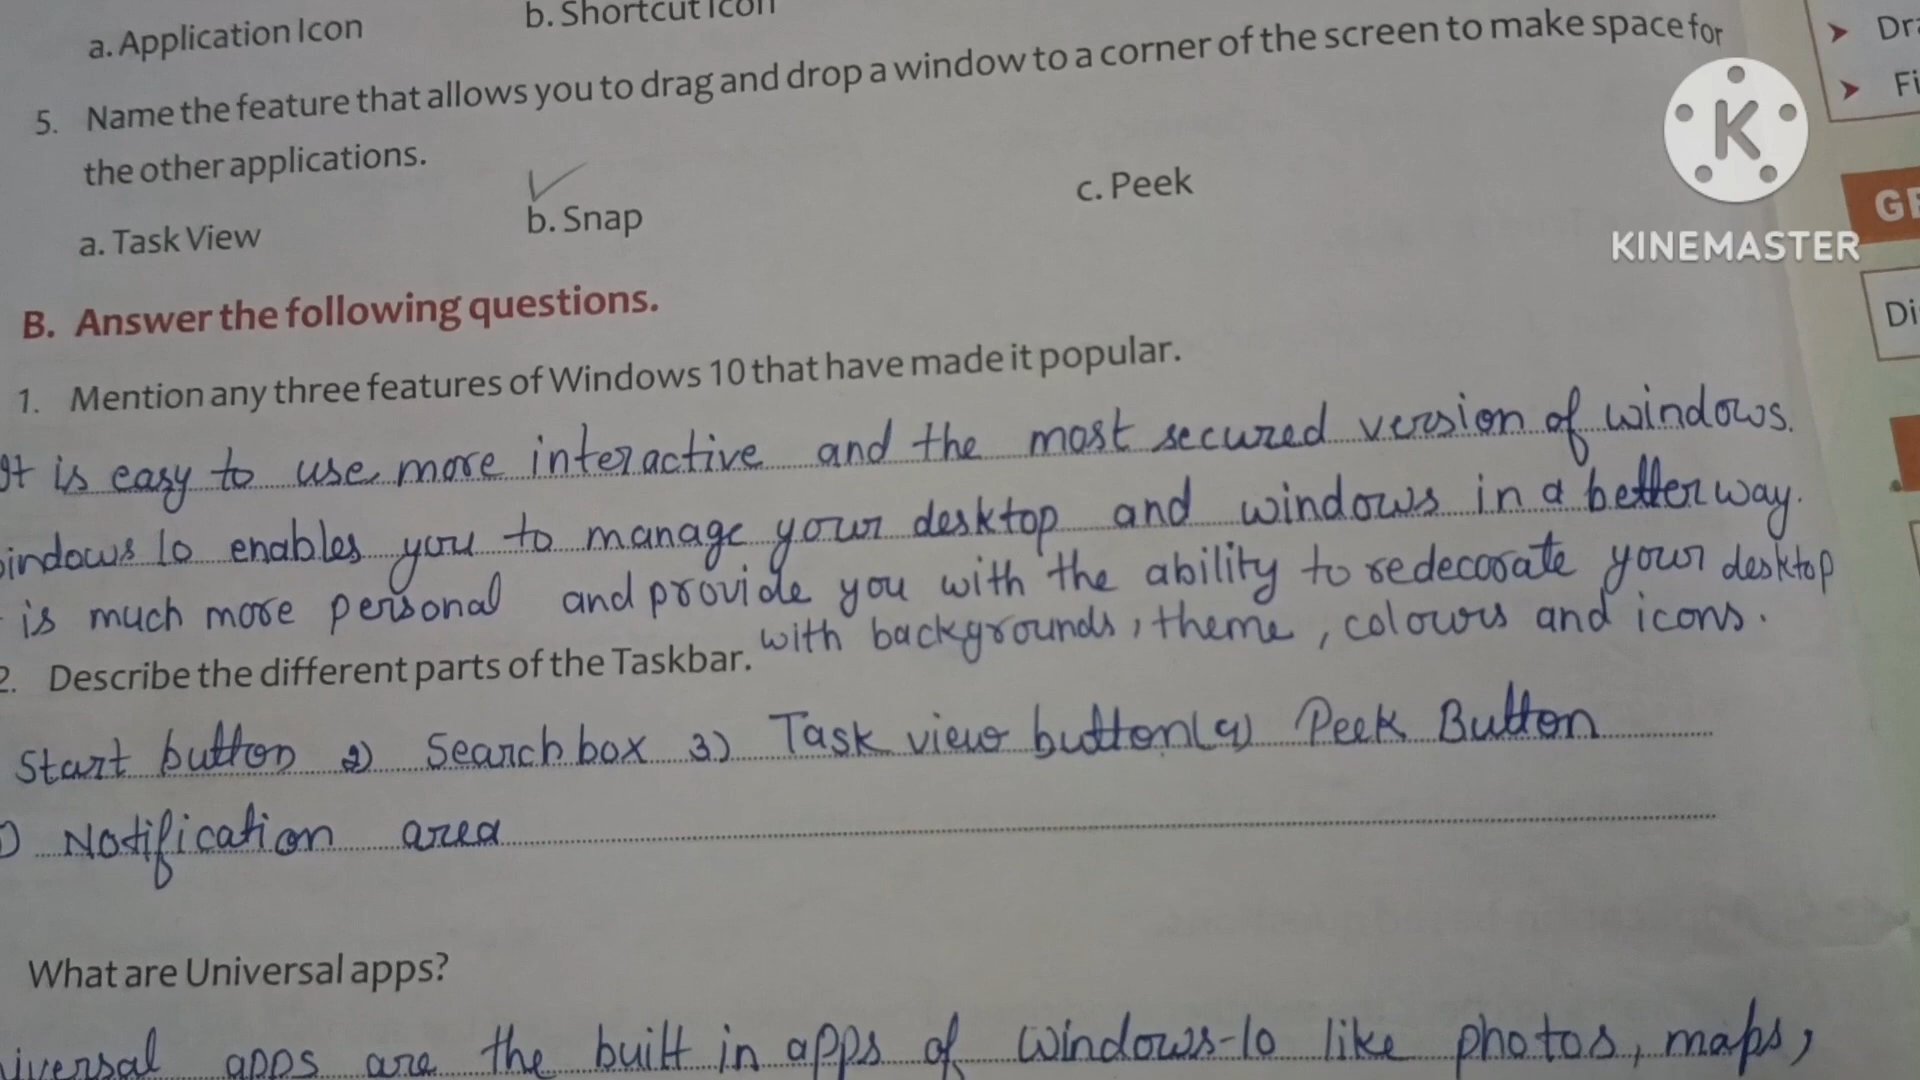 a. Application Icon b. Shortcut Icon
5. Name the feature that allows you to drag and drop a window to a corner of the screen to make space for
the other applications.
a. Task View b. Snap c. Peek
B. Answer the following questions.
1. Mention any three features of Windows 10 that have made it popular.
It is easy to use more interactive and the most secured version of windows.
indows 10 enables you to manage your desktop and windows in a better way.
is much more personal and provide you with the ability to redecorate your desktop
with backgrounds, theme, colours and icons.
2. Describe the different parts of the Taskbar.
Start button 2) Search box 3) Task view button (4) Peek Button
) Notification area
What are Universal apps?
iversal apps are the built in apps of windows-10 like photos, maps,
Dr
Fi
GR
Di
K
KINEMASTER